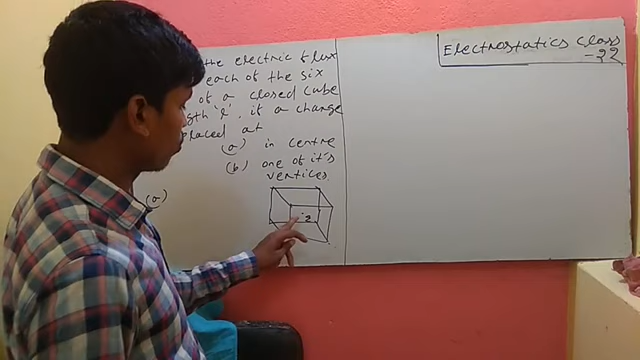 the electric flux
each of the six
of a closed cube
gth 'l', if a charge
placed at
(a) in centre
(b) one of it's
vertices.
(a)
Electrostatics Class
-22